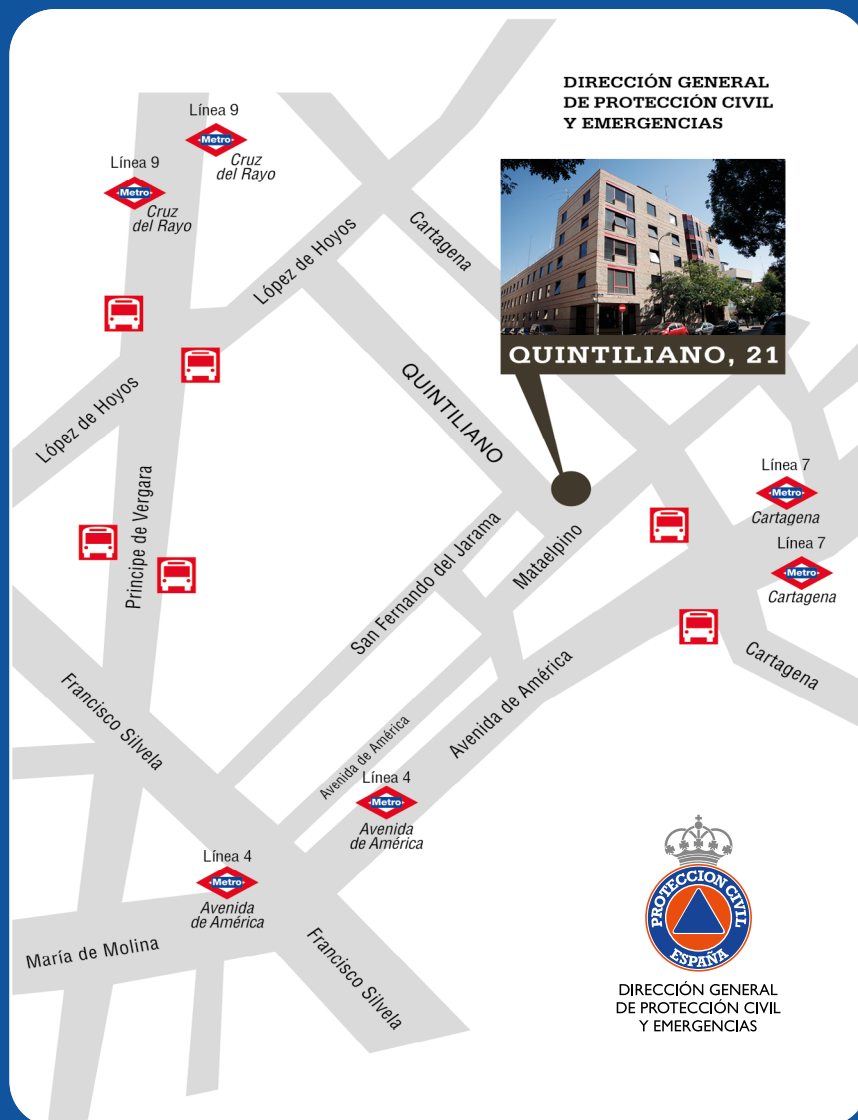 DIRECCIÓN GENERAL
DE PROTECCIÓN CIVIL
Y EMERGENCIAS
Línea 9
Metro
Cruz
del Rayo
Línea 9
Metro
Cruz
del Rayo
López de Hoyos
Cartagena
QUINTILIANO, 21
López de Hoyos
QUINTILIANO
Principe de Vergara
Línea 7
Metro
Cartagena
Línea 7
Metro
Cartagena
San Fernando del Jarama
Mataelpino
Cartagena
Avenida de América
Francisco Silvela
Avenida de América
Línea 4
Metro
Avenida
de América
Línea 4
Metro
Avenida
de América
María de Molina
Francisco Silvela
PROTECCION CIVIL
ESPAÑA
DIRECCIÓN GENERAL
DE PROTECCIÓN CIVIL
Y EMERGENCIAS